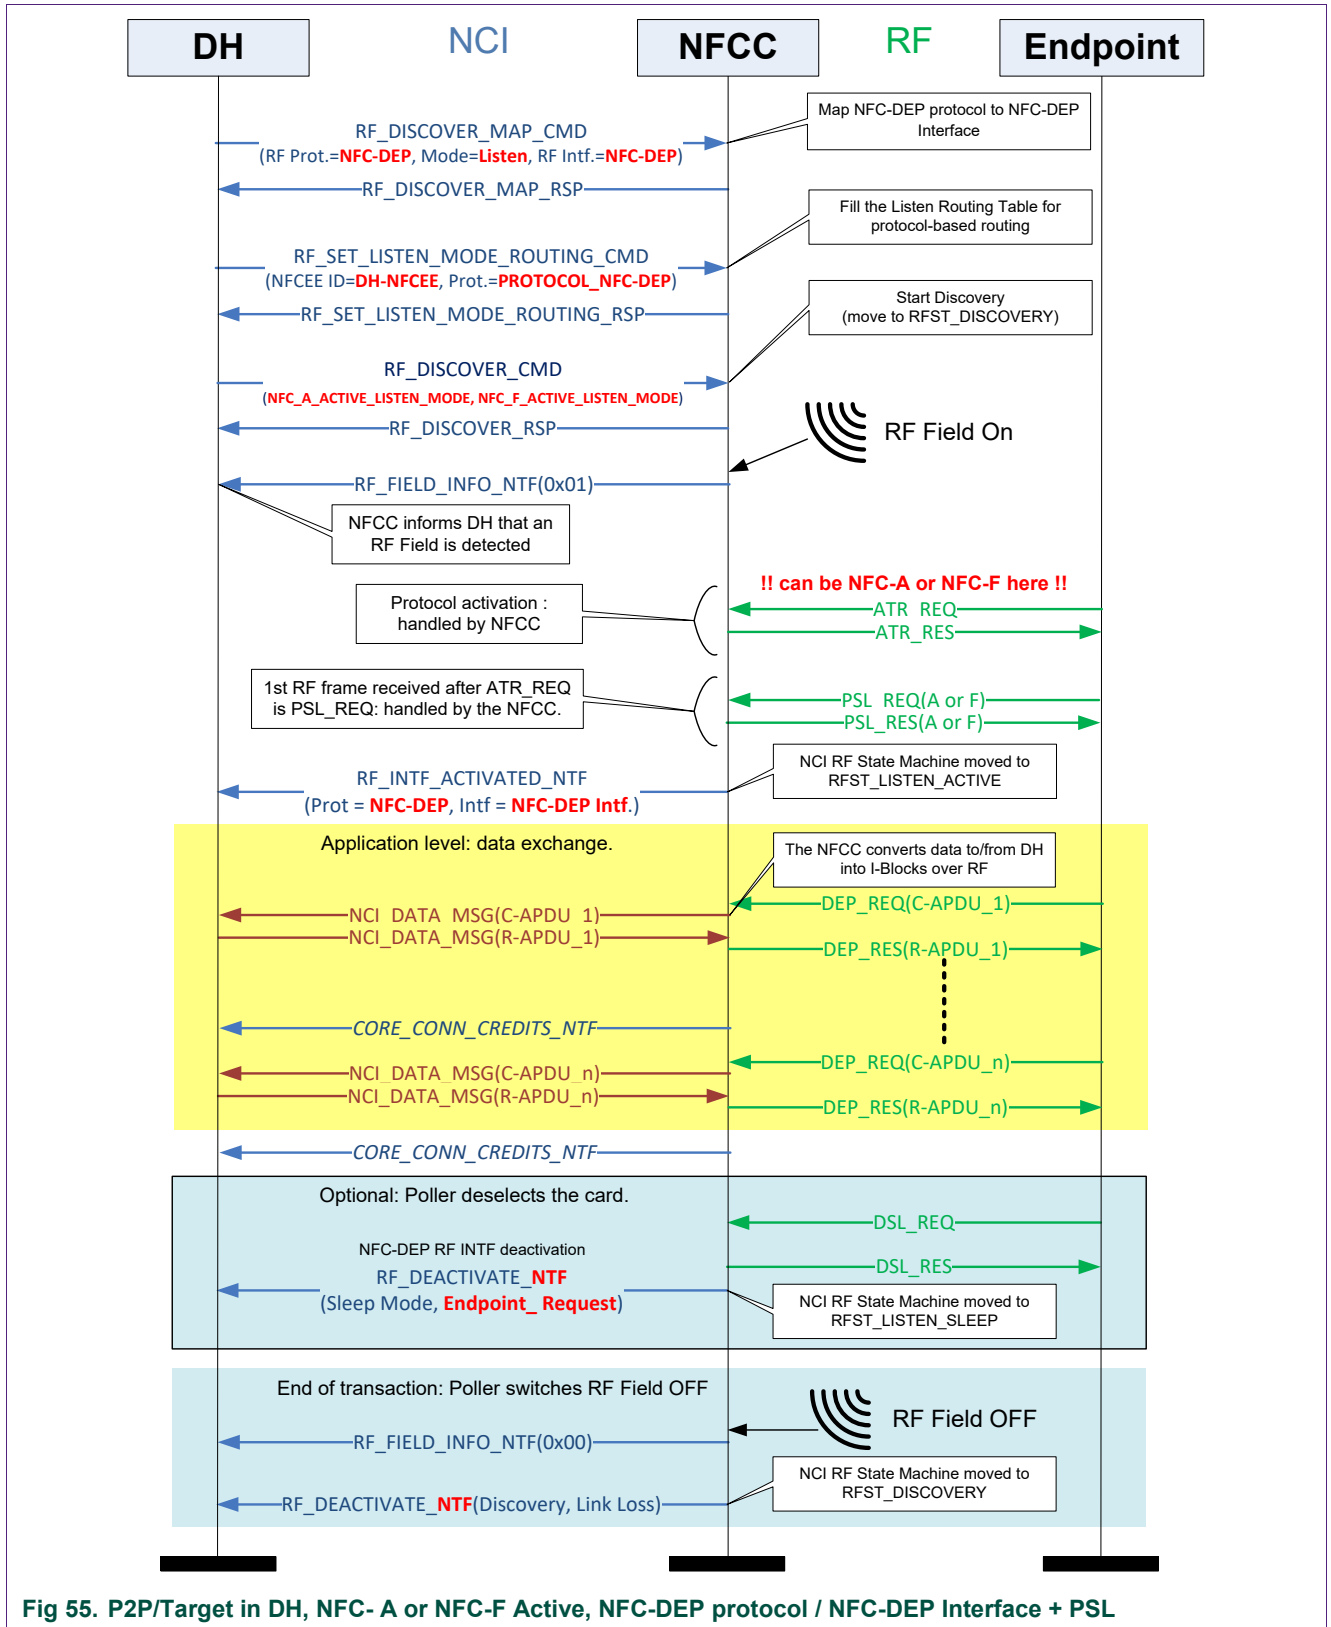 DH
NCI
NFCC
RF
Endpoint
Map NFC-DEP protocol to NFC-DEP
Interface
RF_DISCOVER_MAP_CMD
(RF Prot.=NFC-DEP, Mode=Listen, RF Intf.=NFC-DEP)
RF_DISCOVER_MAP_RSP
Fill the Listen Routing Table for
protocol-based routing
RF_SET_LISTEN_MODE_ROUTING_CMD
(NFCEE ID=DH-NFCEE, Prot.=PROTOCOL_NFC-DEP)
Start Discovery
(move to RFST_DISCOVERY)
RF_SET_LISTEN_MODE_ROUTING_RSP
RF_DISCOVER_CMD
(NFC_A_ACTIVE_LISTEN_MODE, NFC_F_ACTIVE_LISTEN_MODE)
RF_DISCOVER_RSP
RF Field On
RF_FIELD_INFO_NTF(0x01)
NFCC informs DH that an
RF Field is detected
!! can be NFC-A or NFC-F here !!
Protocol activation :
handled by NFCC
ATR_REQ
ATR_RES
1st RF frame received after ATR_REQ
is PSL_REQ: handled by the NFCC.
PSL_REQ(A or F)
PSL_RES(A or F)
NCI RF State Machine moved to
RFST_LISTEN_ACTIVE
RF_INTF_ACTIVATED_NTF
(Prot = NFC-DEP, Intf = NFC-DEP Intf.)
Application level: data exchange.
The NFCC converts data to/from DH
into I-Blocks over RF
DEP_REQ(C-APDU_1)
NCI_DATA_MSG(C-APDU_1)
NCI_DATA_MSG(R-APDU_1)
DEP_RES(R-APDU_1)
CORE_CONN_CREDITS_NTF
DEP_REQ(C-APDU_n)
NCI_DATA_MSG(C-APDU_n)
NCI_DATA_MSG(R-APDU_n)
DEP_RES(R-APDU_n)
CORE_CONN_CREDITS_NTF
Optional: Poller deselects the card.
DSL_REQ
NFC-DEP RF INTF deactivation
DSL_RES
RF_DEACTIVATE_NTF
(Sleep Mode, Endpoint_ Request)
NCI RF State Machine moved to
RFST_LISTEN_SLEEP
End of transaction: Poller switches RF Field OFF
RF Field OFF
RF_FIELD_INFO_NTF(0x00)
NCI RF State Machine moved to
RFST_DISCOVERY
RF_DEACTIVATE_NTF(Discovery, Link Loss)
Fig 55. P2P/Target in DH, NFC- A or NFC-F Active, NFC-DEP protocol / NFC-DEP Interface + PSL